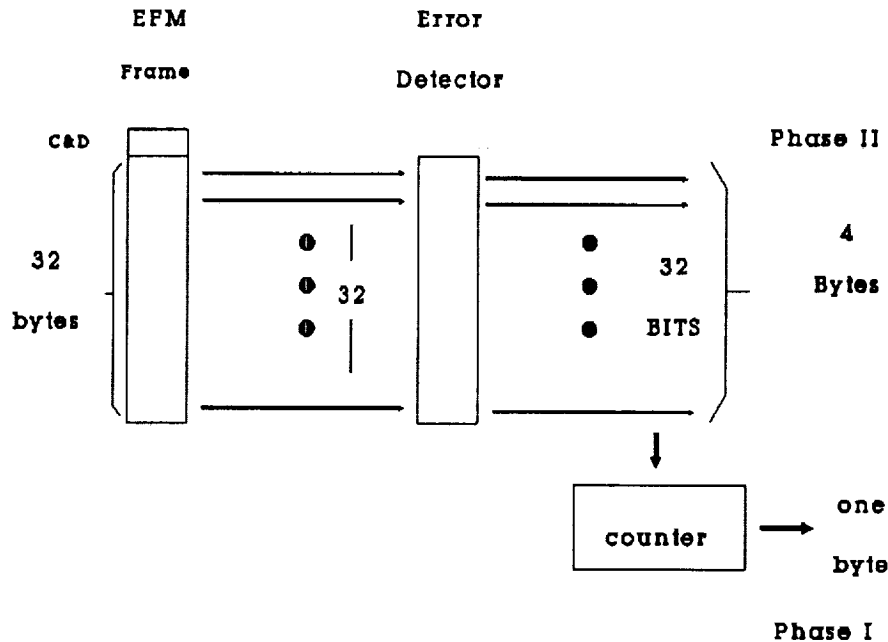 EFM
Frame
Error
Detector
C&D
Phase II
32
bytes
32
32
BITS
4
Bytes
counter
one
byte
Phase I